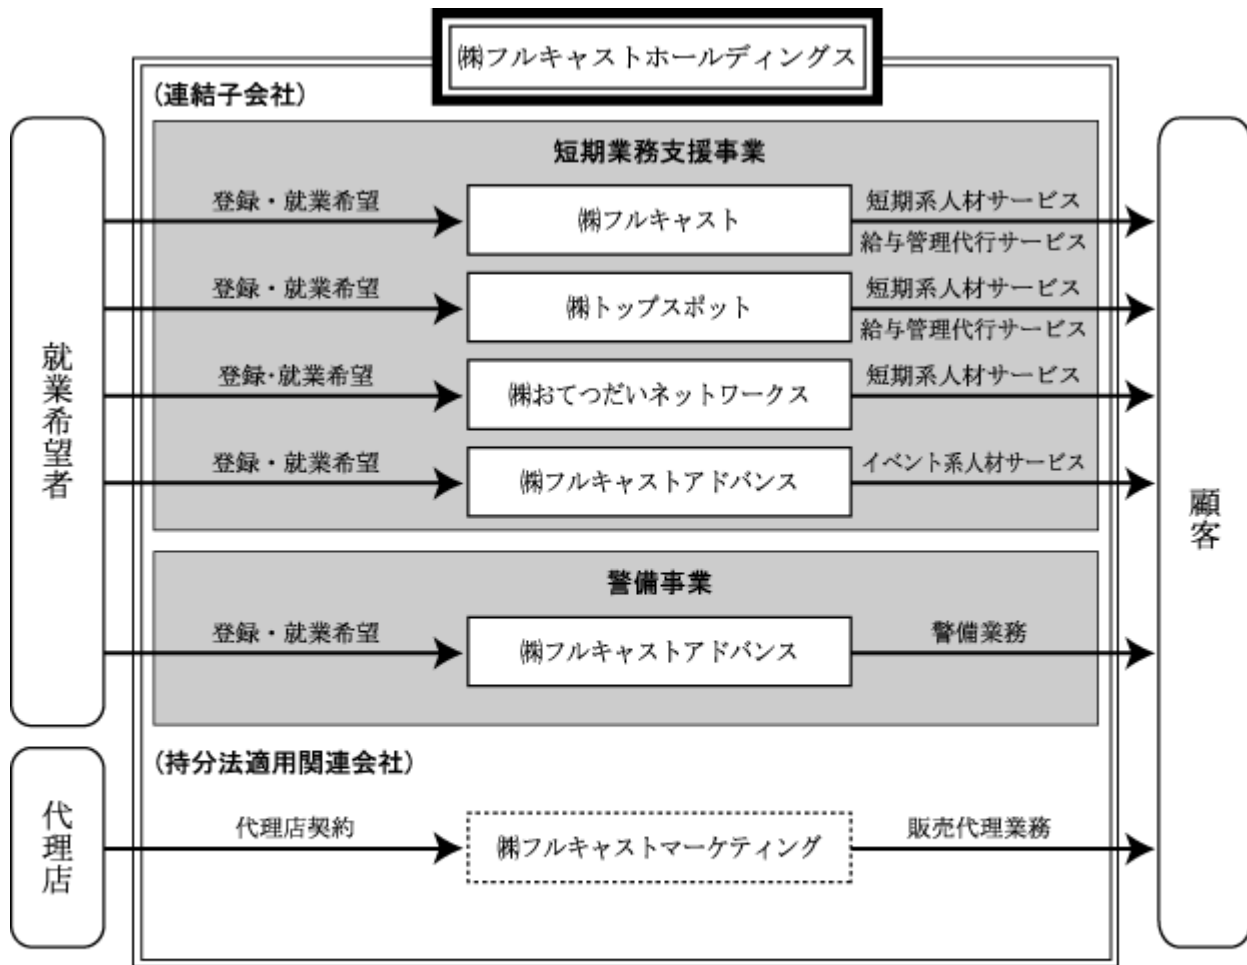 ㈱フルキャストホールディングス
(連結子会社)
短期業務支援事業
登録・就業希望
㈱フルキャスト
短期系人材サービス
給与管理代行サービス
登録・就業希望
㈱トップスポット
短期系人材サービス
給与管理代行サービス
登録・就業希望
㈱おてつだいネットワークス
短期系人材サービス
登録・就業希望
㈱フルキャストアドバンス
イベント系人材サービス
就業希望者
顧客
警備事業
登録・就業希望
㈱フルキャストアドバンス
警備業務
(持分法適用関連会社)
代理店
代理店契約
㈱フルキャストマーケティング
販売代理業務